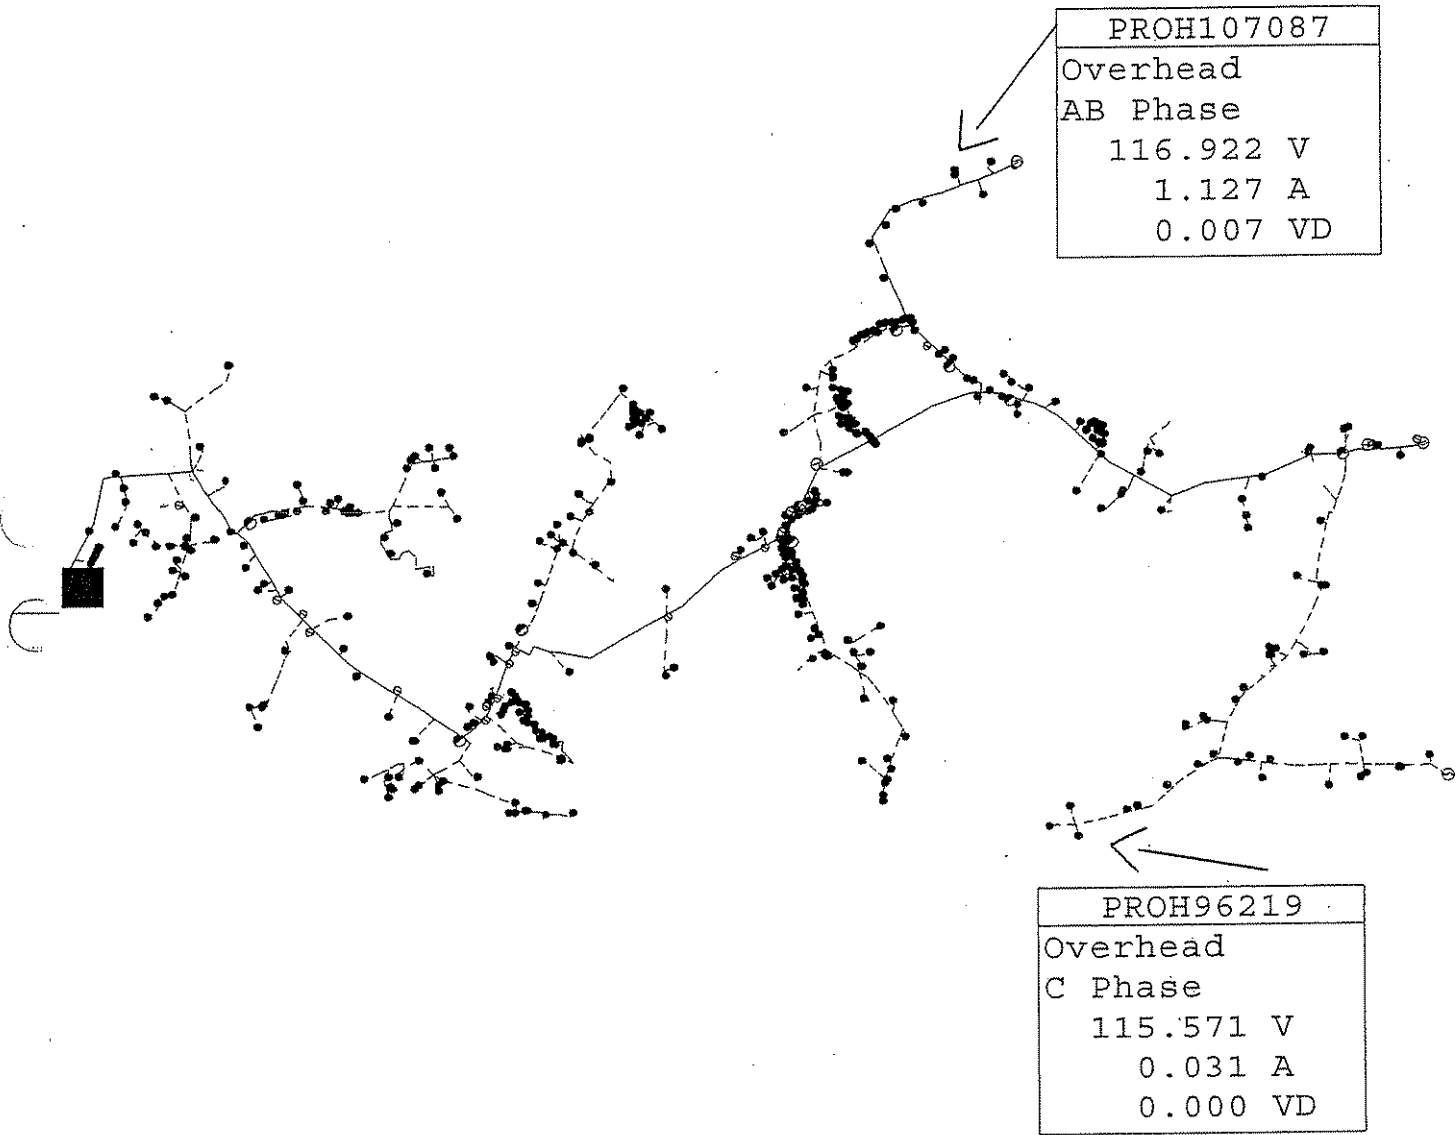 PROH107087
Overhead
AB Phase
116.922 V
1.127 A
0.007 VD
PROH96219
Overhead
C Phase
115.571 V
0.031 A
0.000 VD